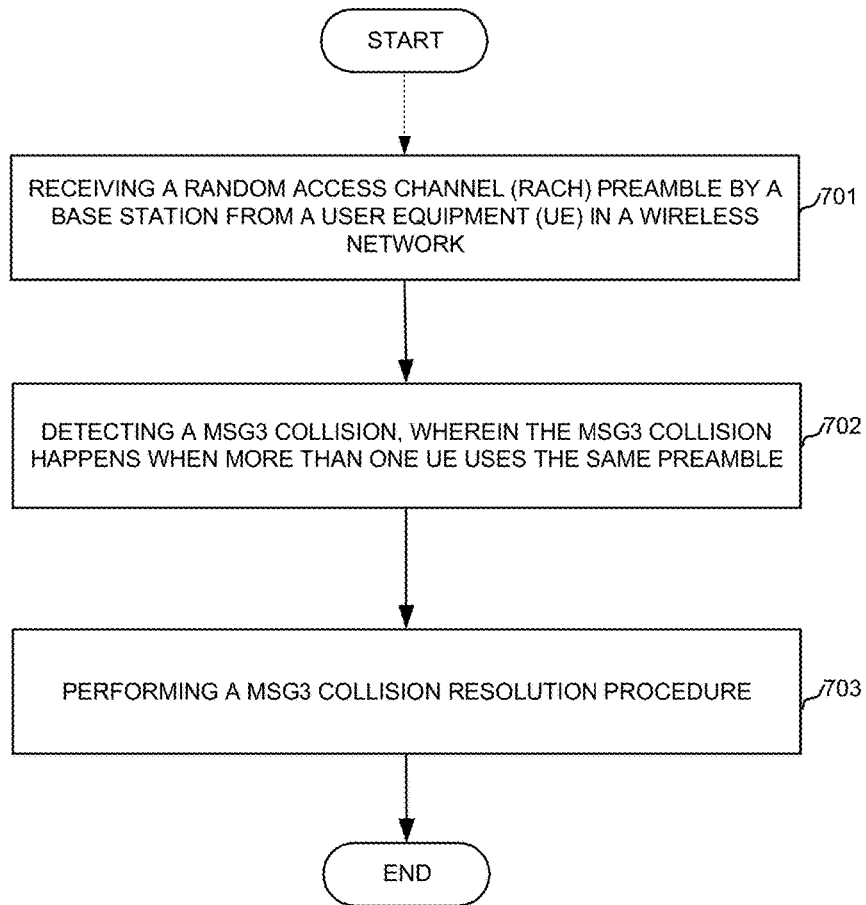 START
RECEIVING A RANDOM ACCESS CHANNEL (RACH) PREAMBLE BY A
BASE STATION FROM A USER EQUIPMENT (UE) IN A WIRELESS
NETWORK
701
DETECTING A MSG3 COLLISION, WHEREIN THE MSG3 COLLISION
HAPPENS WHEN MORE THAN ONE UE USES THE SAME PREAMBLE
702
PERFORMING A MSG3 COLLISION RESOLUTION PROCEDURE
703
END